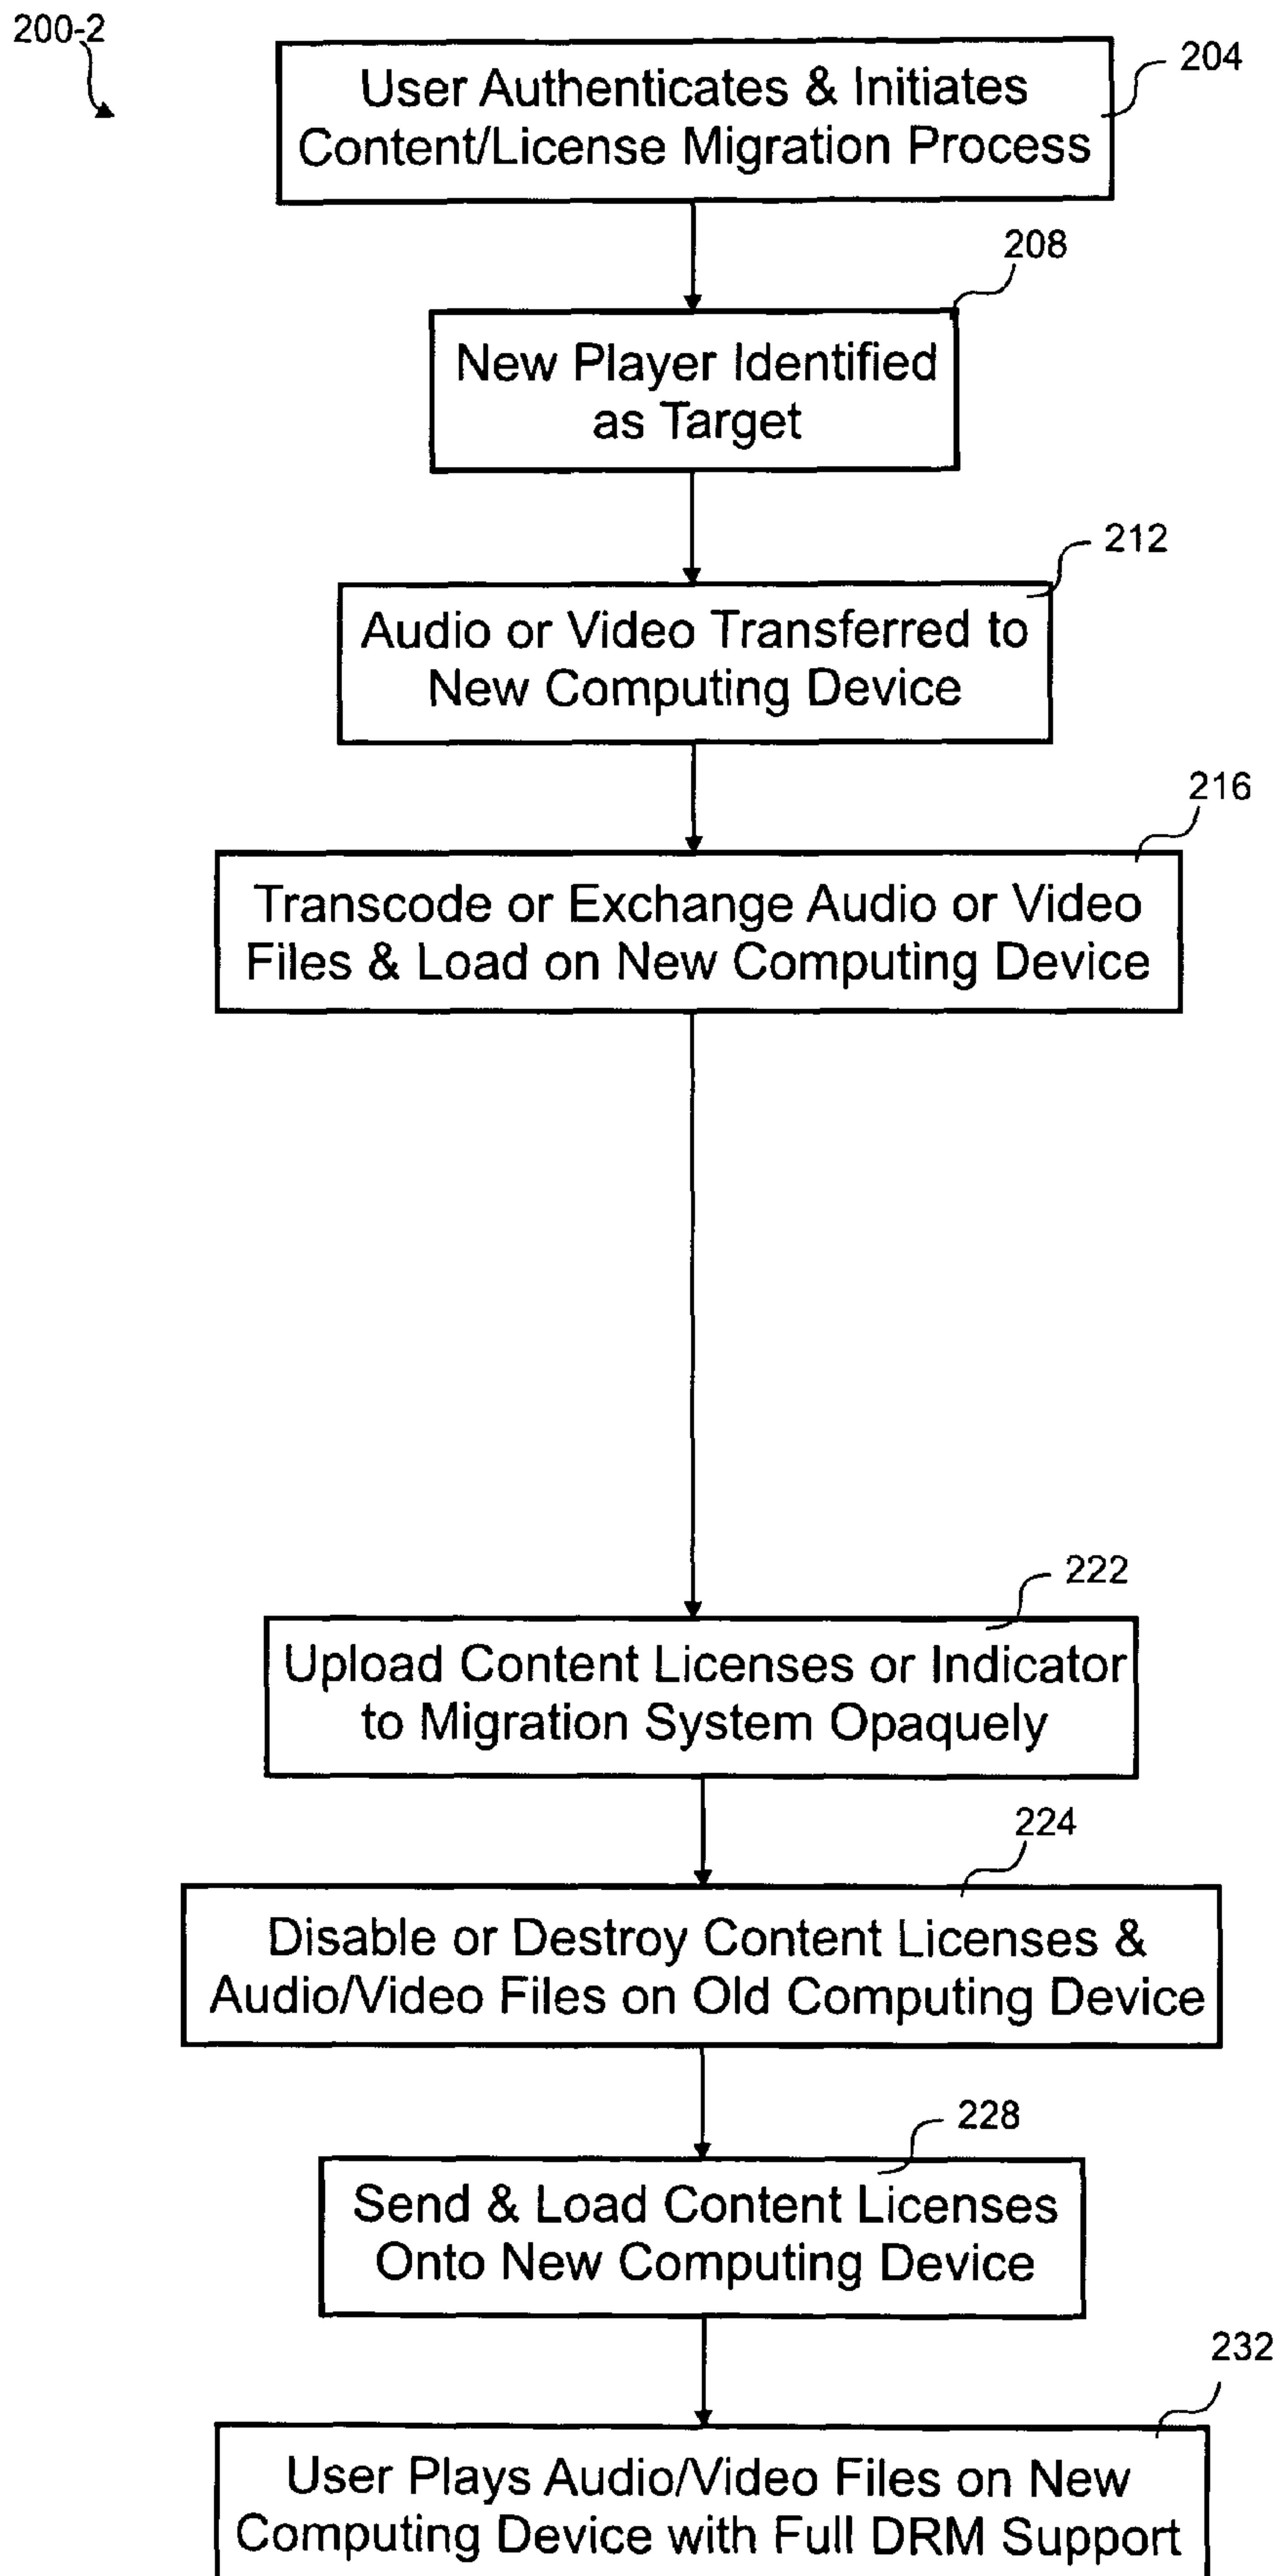 200-2
204
User Authenticates & Initiates
Content/License Migration Process
208
New Player Identified
as Target
212
Audio or Video Transferred to
New Computing Device
216
Transcode or Exchange Audio or Video
Files & Load on New Computing Device
222
Upload Content Licenses or Indicator
to Migration System Opaquely
224
Disable or Destroy Content Licenses &
Audio/Video Files on Old Computing Device
228
Send & Load Content Licenses
Onto New Computing Device
232
User Plays Audio/Video Files on New
Computing Device with Full DRM Support